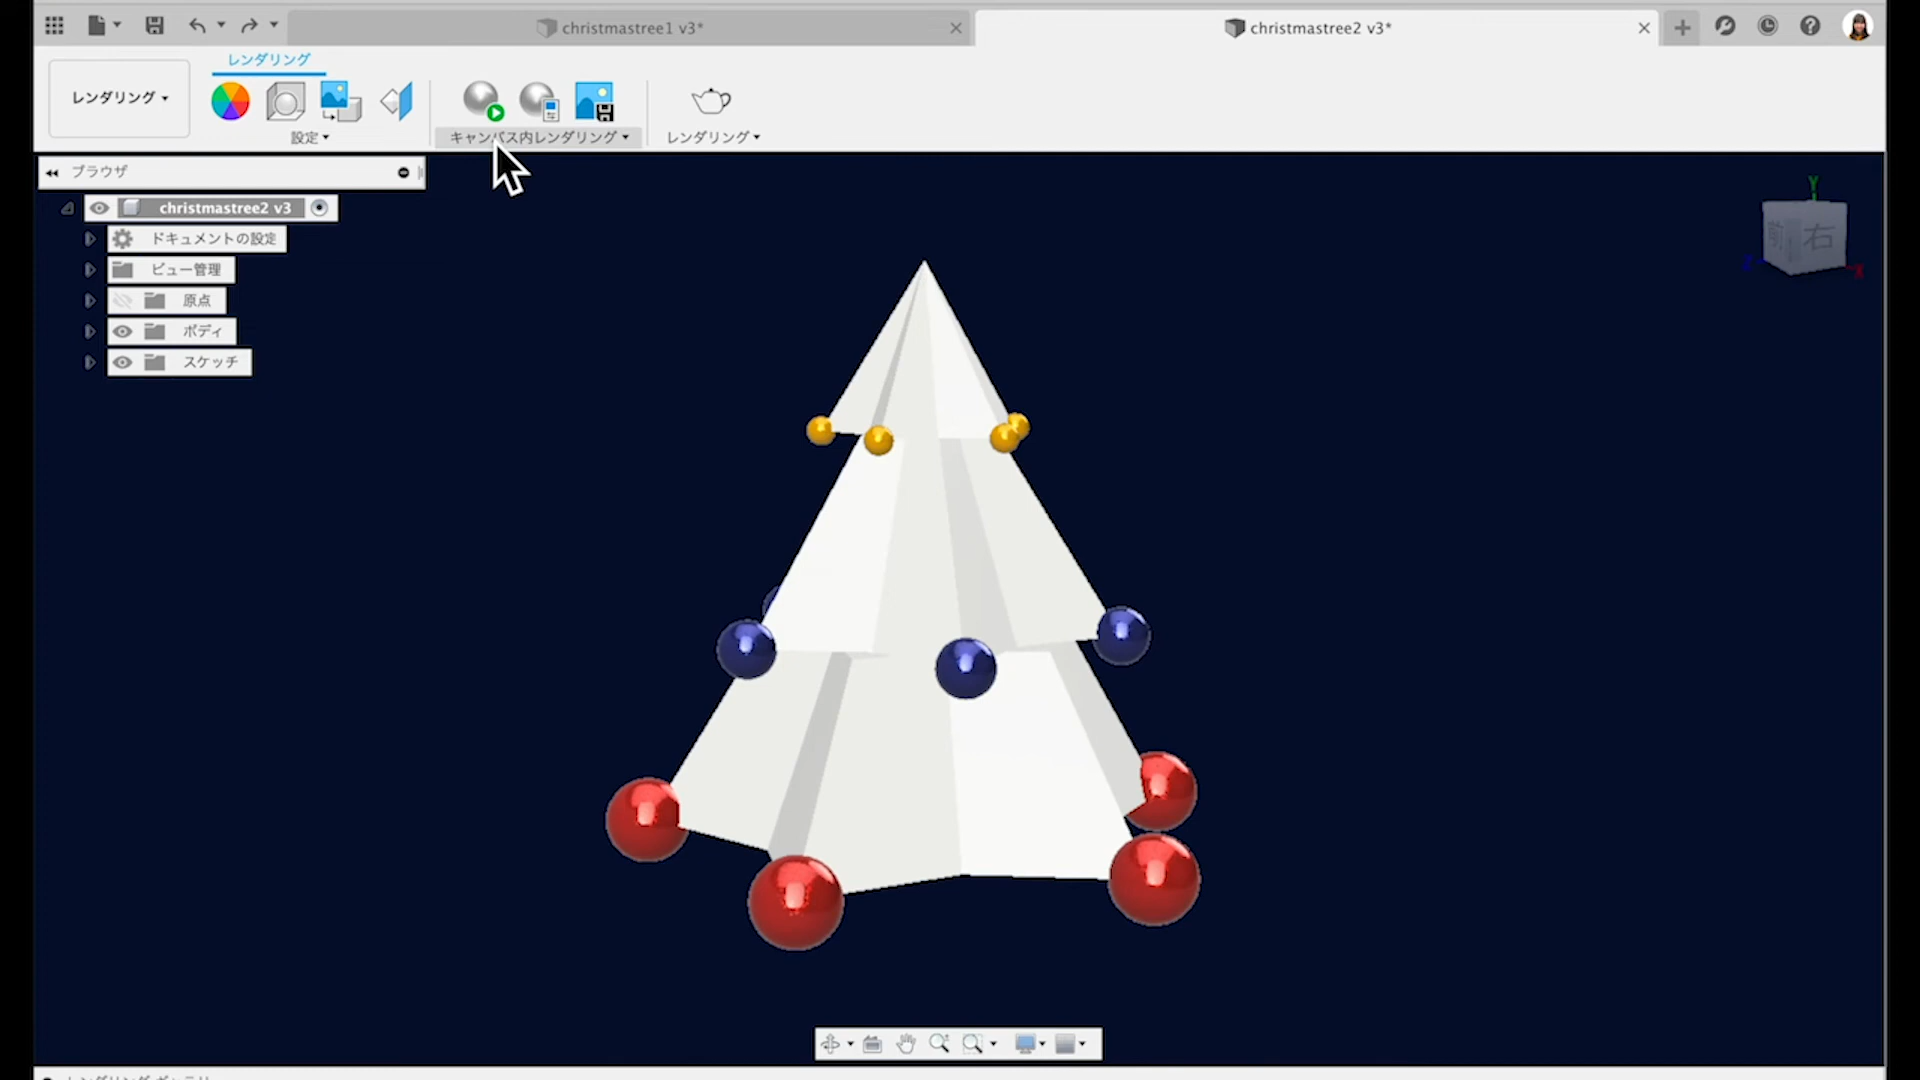 christmastree1 v3*
christmastree2 v3*
レンダリング
レンダリング
設定
キャンバス内レンダリング
レンダリング
ブラウザ
christmastree2 v3
ドキュメントの設定
ビュー管理
原点
ボディ
スケッチ
Y
前
右
Z
X